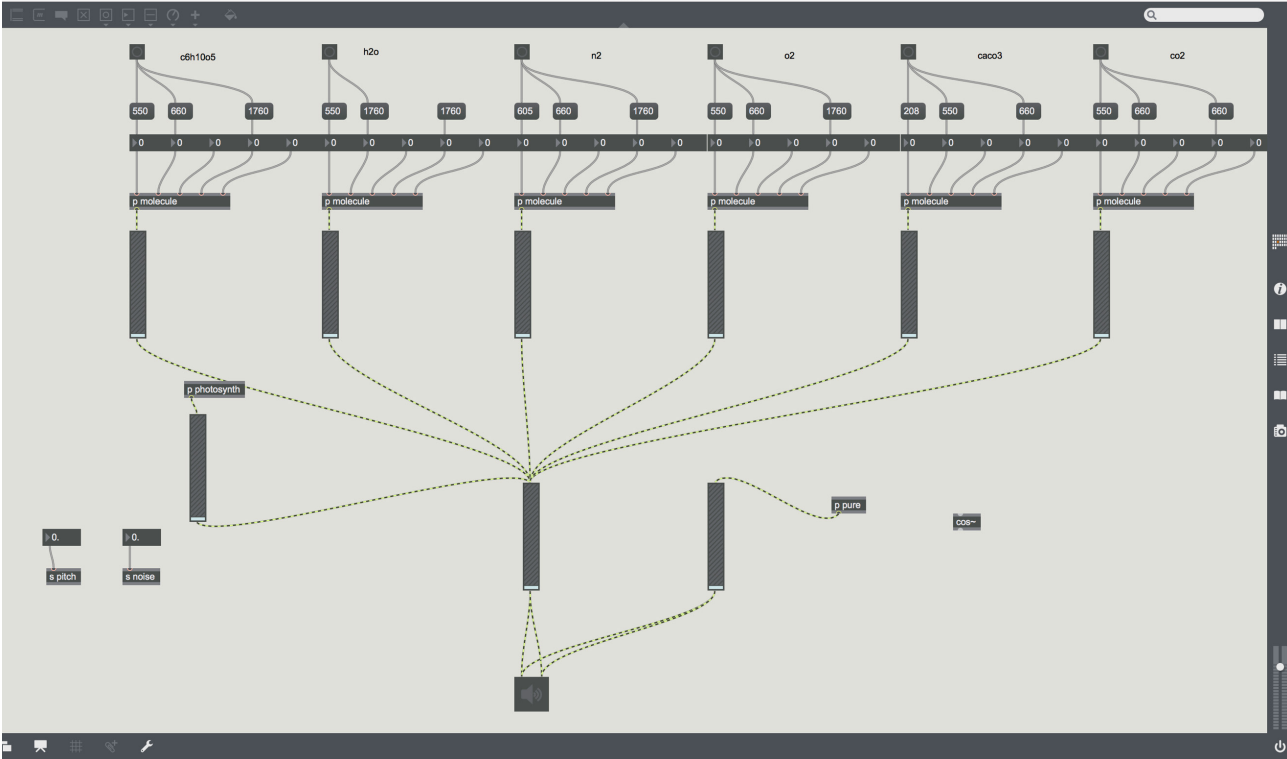 c6h10o5 h2o n2 o2 caco3 co2
550 660 1760 550 1760 1760 605 660 1760 550 660 1760 208 550 660 550 660 660
0 0 0 0 0 0 0 0 0 0 0 0 0 0 0 0 0 0 0 0 0 0 0 0 0 0 0 0 0 0
p molecule p molecule p molecule p molecule p molecule p molecule
p photosynth
p pure
cos~
0. 0.
s pitch s noise